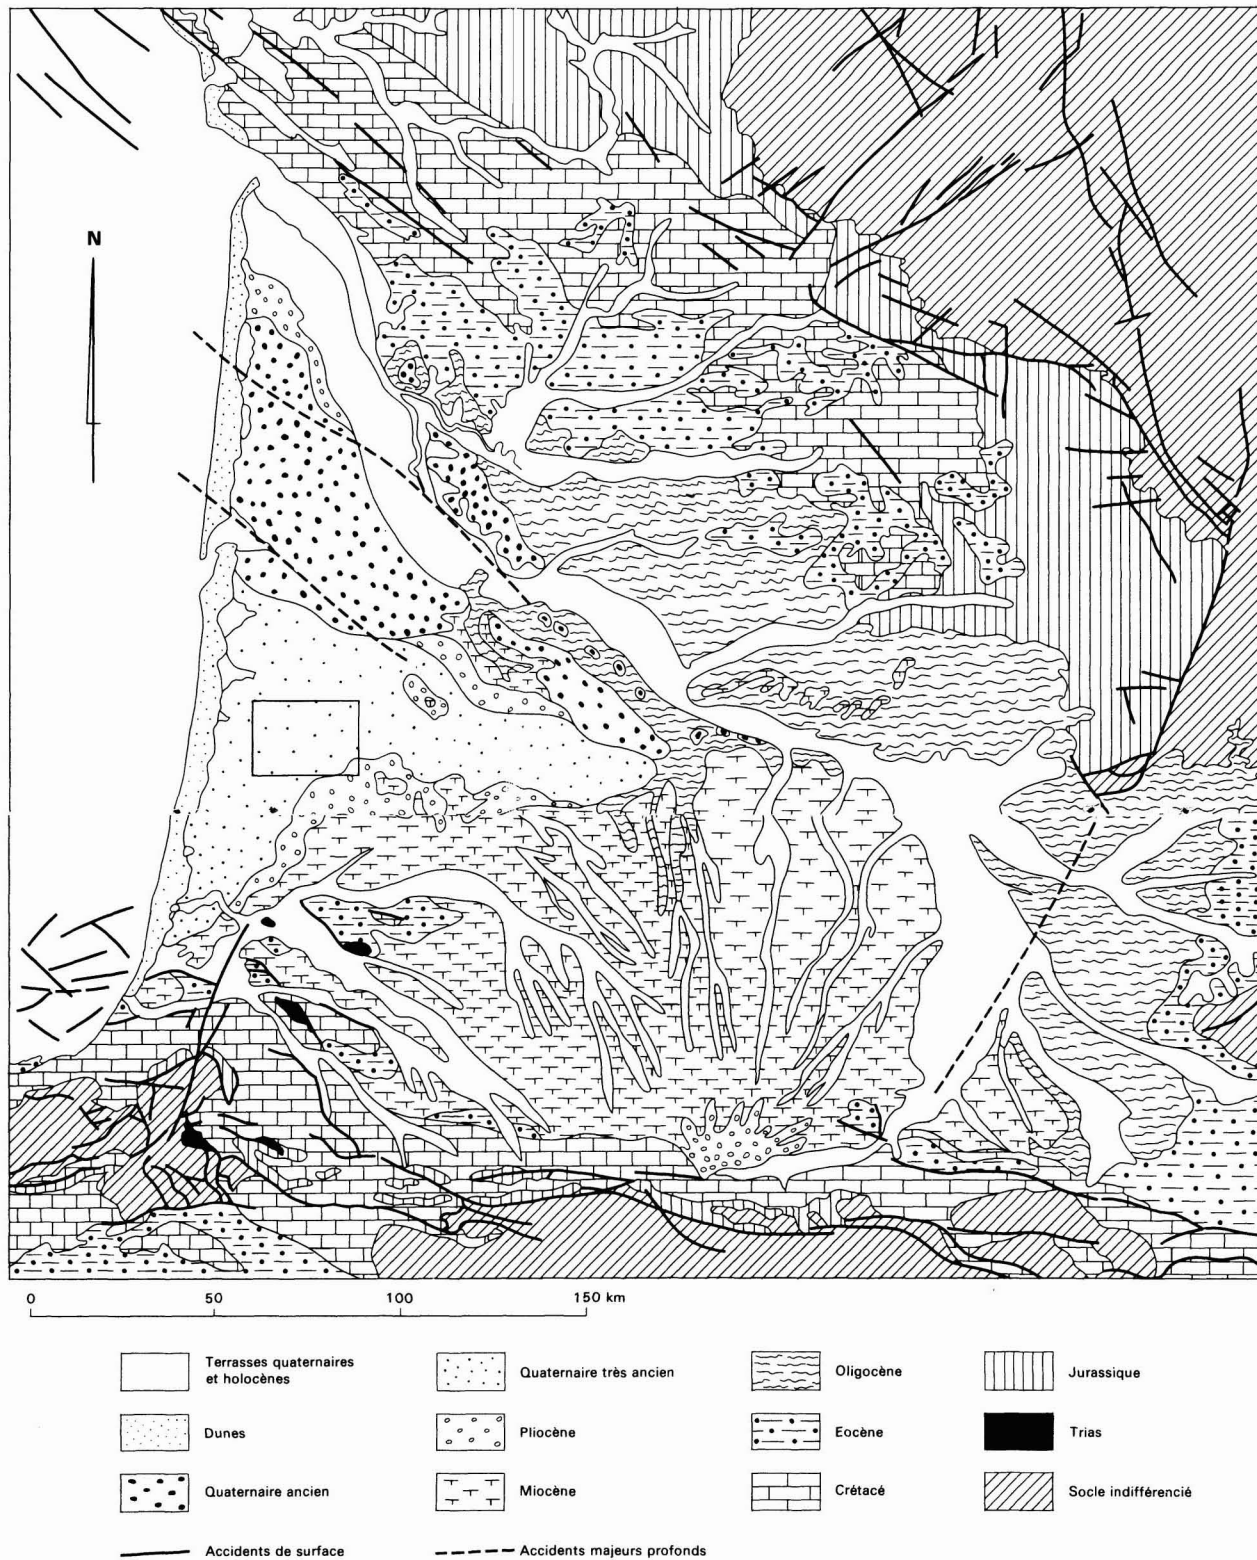 N
0 50 100 150 km
Terrasses quaternaires
et holocènes
Quaternaire très ancien
Oligocène
Jurassique
Dunes
Pliocène
Eocène
Trias
Quaternaire ancien
Miocène
Crétacé
Socle indifférencié
Accidents de surface
Accidents majeurs profonds